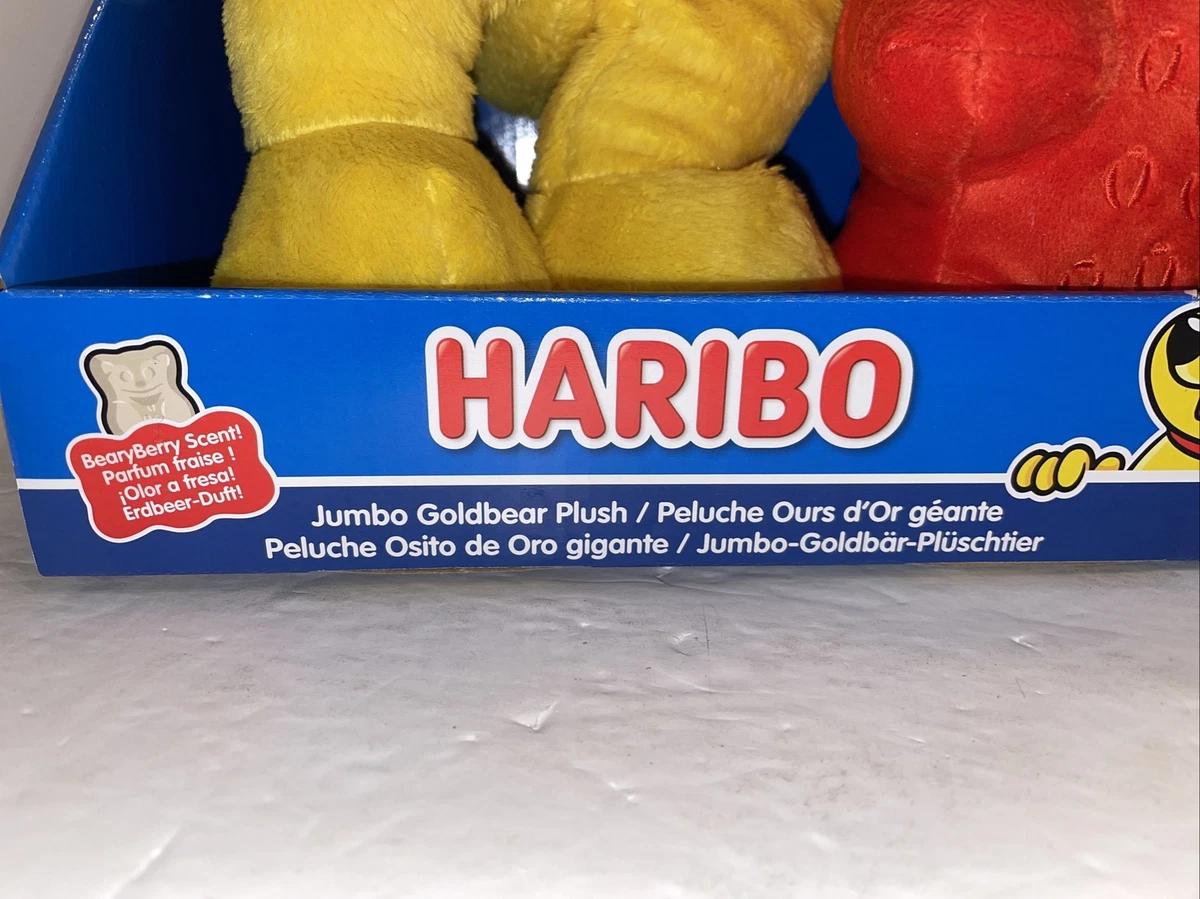 HARIBO
BearyBerry Scent!
Parfum fraise !
¡Olor a fresa!
Erdbeer-Duft!
Jumbo Goldbear Plush / Peluche Ours d'Or géante
Peluche Osito de Oro gigante / Jumbo-Goldbär-Plüschtier